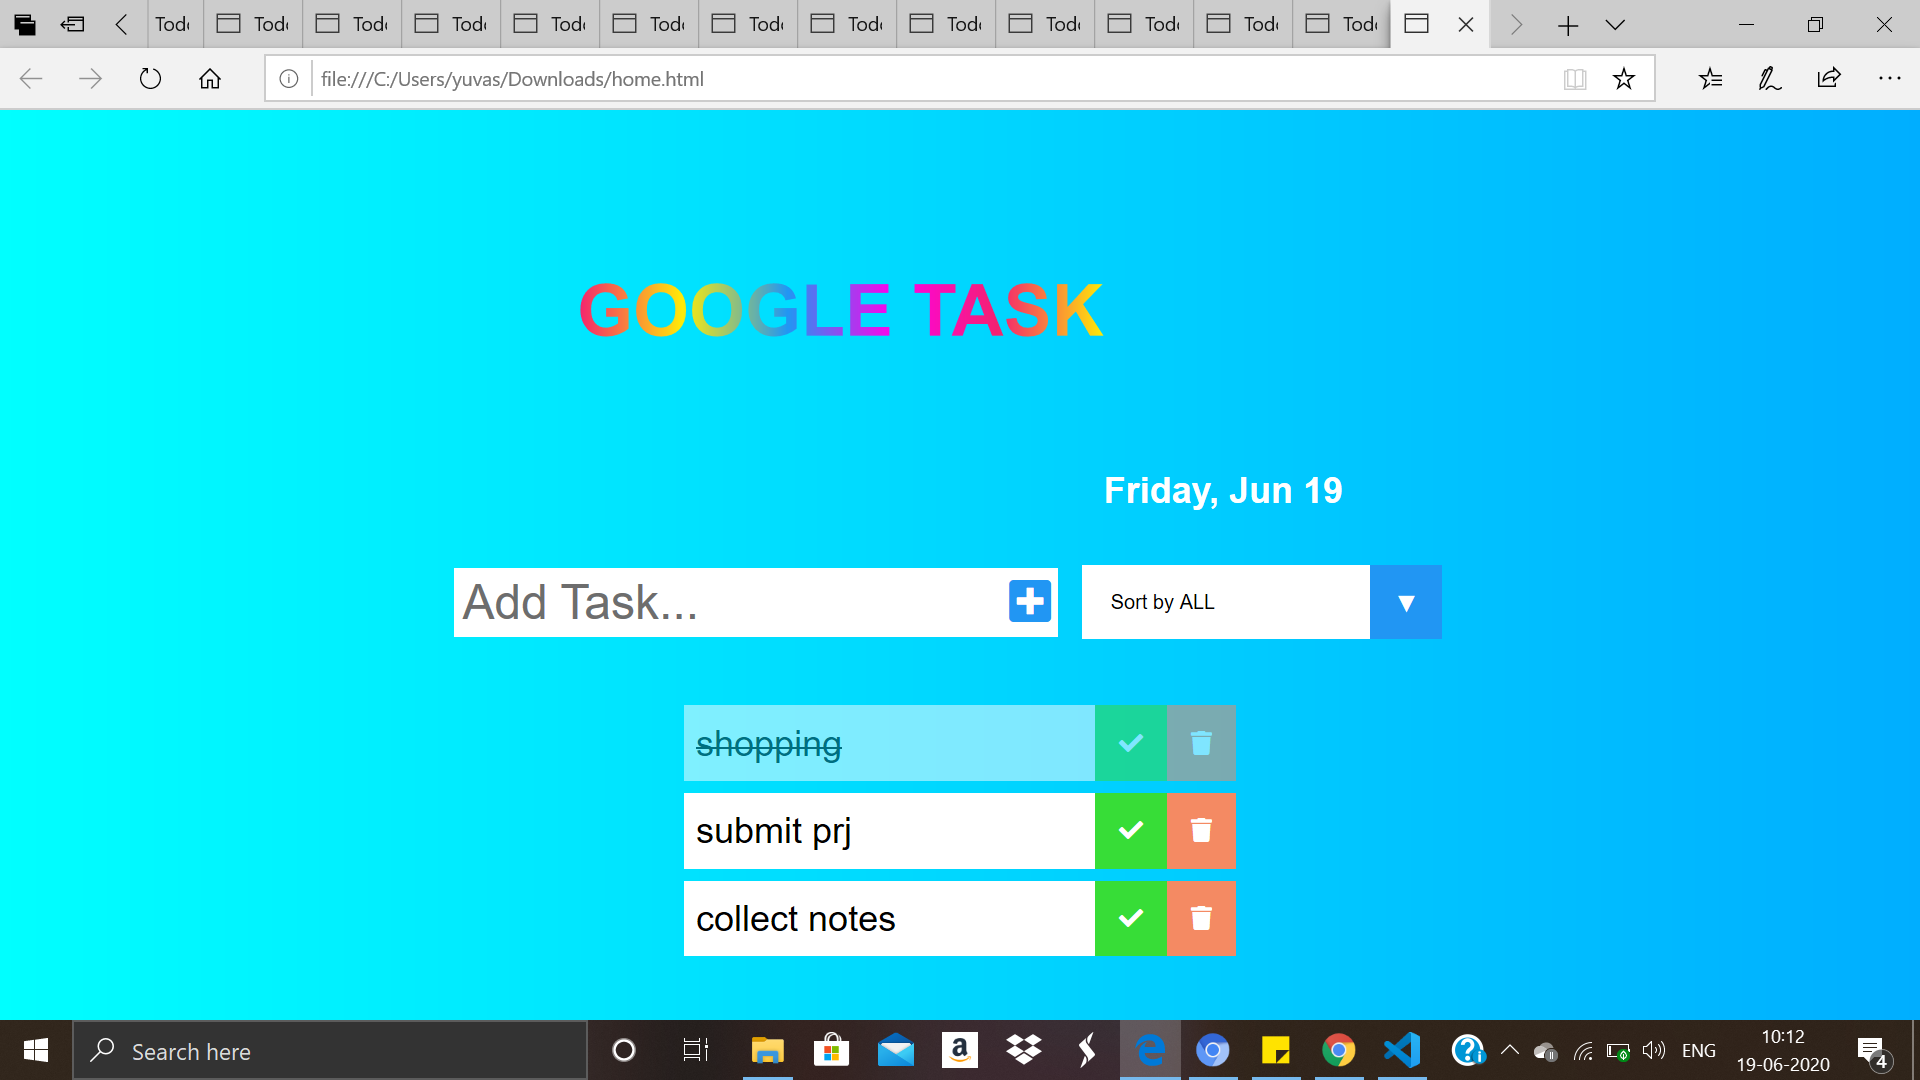 Tod Tod Tod Tod Tod Tod Tod Tod Tod Tod Tod Tod Tod
file:///C:/Users/yuvas/Downloads/home.html
GOOGLE TASK
Friday, Jun 19
Add Task...
Sort by ALL
shopping
submit prj
collect notes
Search here
a
ENG
10:12
19-06-2020
4